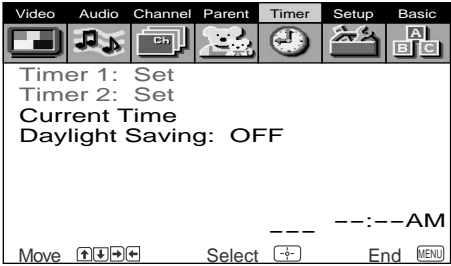 Video Audio Channel Parent Timer Setup Basic
Ch A B C
Timer 1: Set
Timer 2: Set
Current Time
Daylight Saving: OFF
___ --:--AM
Move Select End MENU